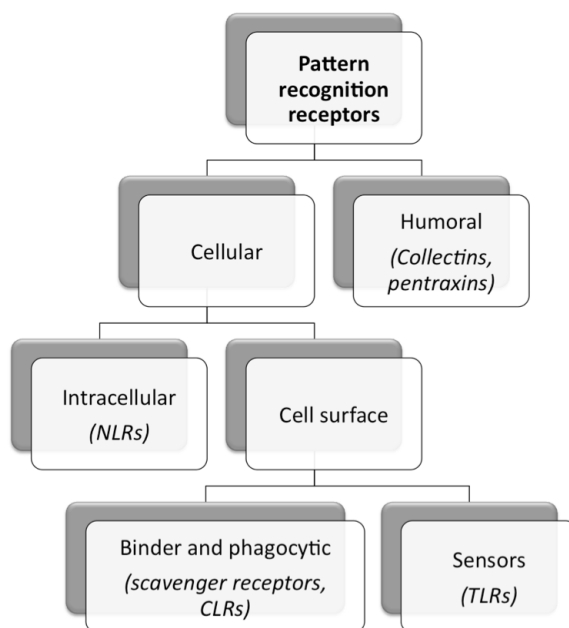 Pattern
recognition
receptors
Cellular
Humoral
(Collectins,
pentraxins)
Intracellular
(NLRs)
Cell surface
Binder and phagocytic
(scavenger receptors,
CLRs)
Sensors
(TLRs)